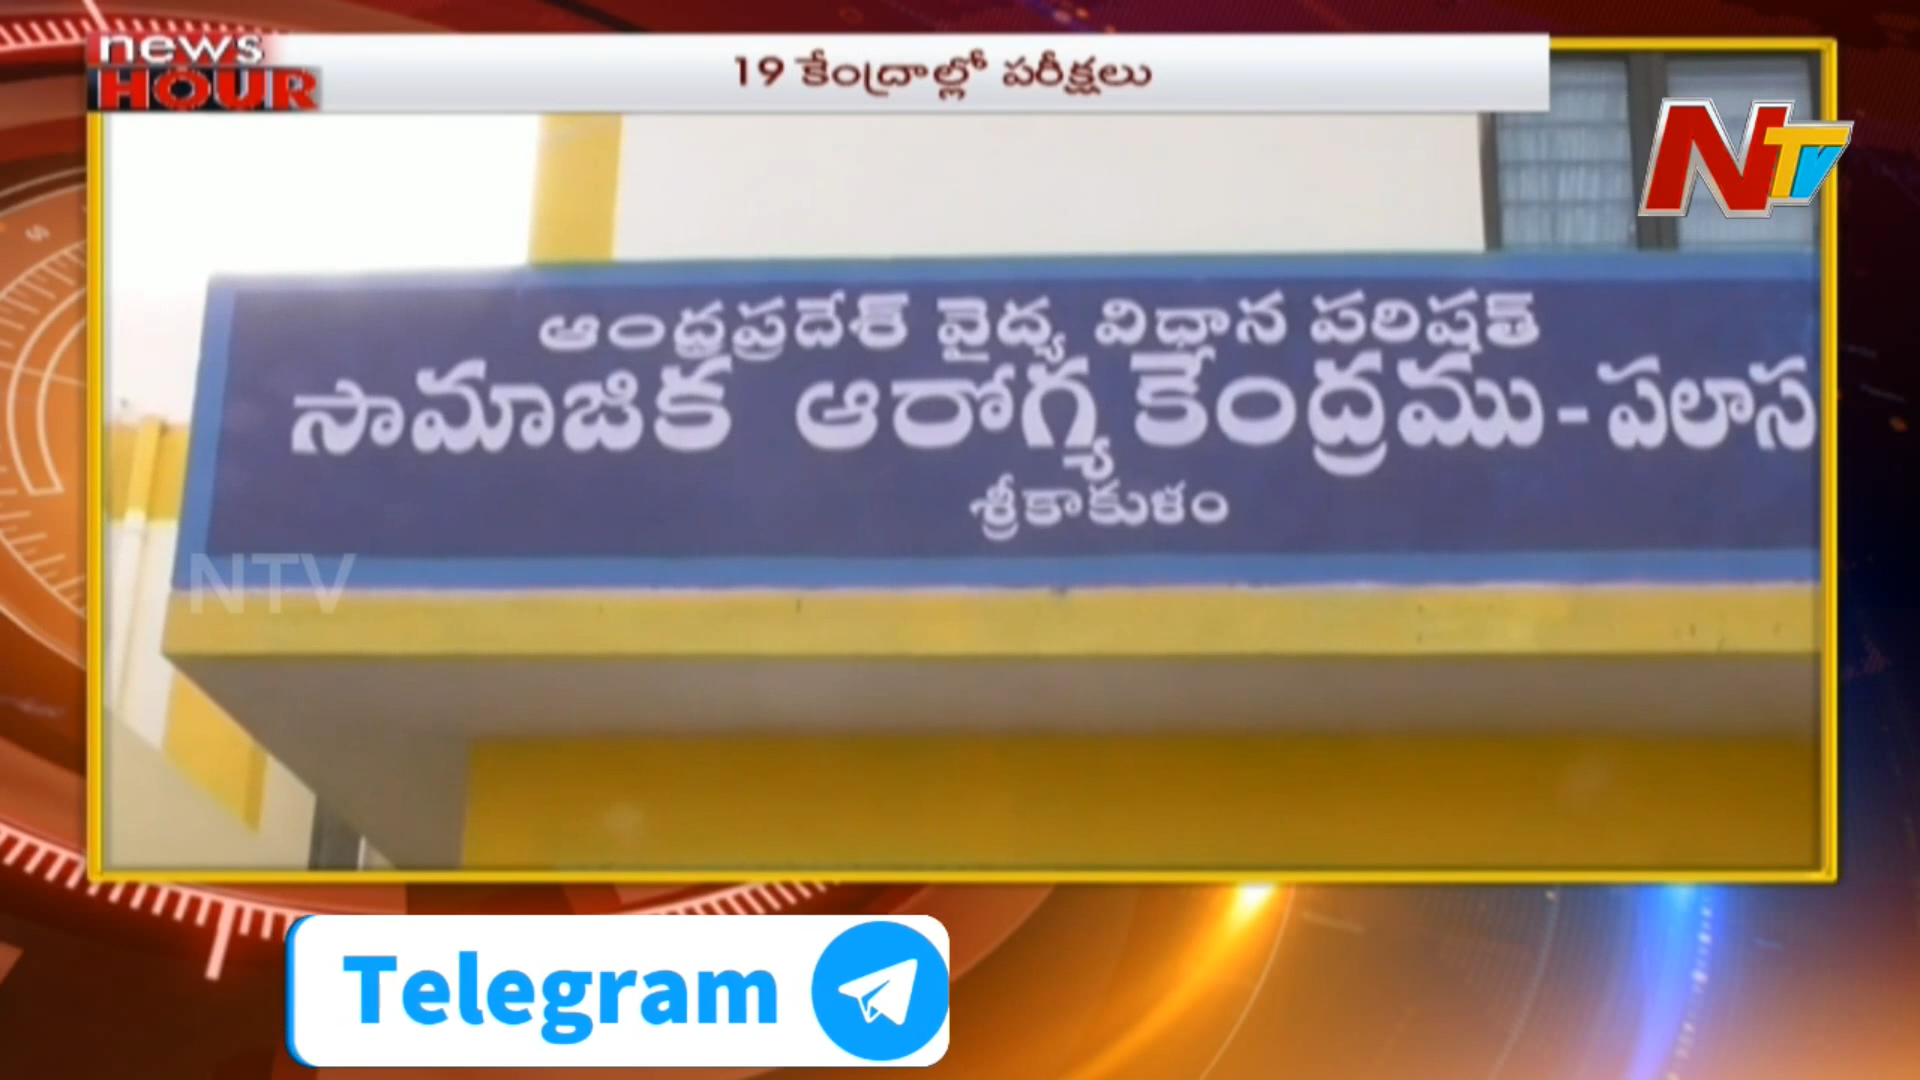 news
HOUR
19 కేంద్రాల్లో పరీక్షలు
NTV
ఆంధ్రప్రదేశ్ వైద్య విధాన పరిషత్
సామాజిక ఆరోగ్య కేంద్రము - పలాస
శ్రీకాకుళం
NTV
Telegram